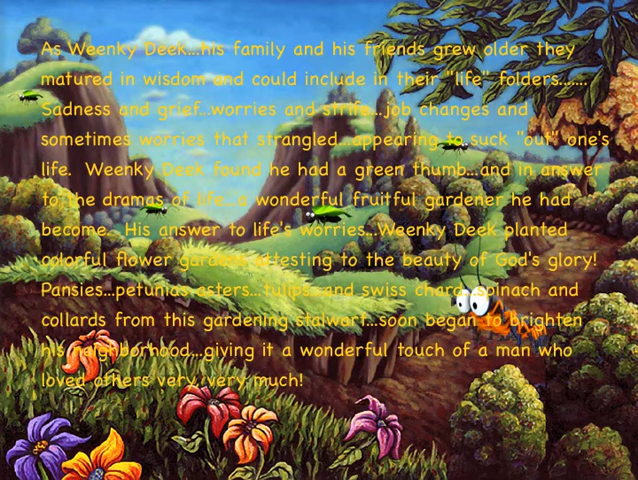 As Weenky Deek...his family and his friends grew older they
matured in wisdom and could include in their "life" folders.......
Sadness and grief...worries and strife...job changes and
sometimes worries that strangled...appearing to suck "out" one's
life. Weenky Deek found he had a green thumb...and in answer
to the dramas of life...a wonderful fruitful gardener he had
become. His answer to life's worries...Weenky Deek planted
colorful flower gardens attesting to the beauty of God's glory!
Pansies...petunias...asters...tulips...and swiss chard, spinach and
collards from this gardening stalwart...soon began to brighten
his neighborhood...giving it a wonderful touch of a man who
loved others very, very much!